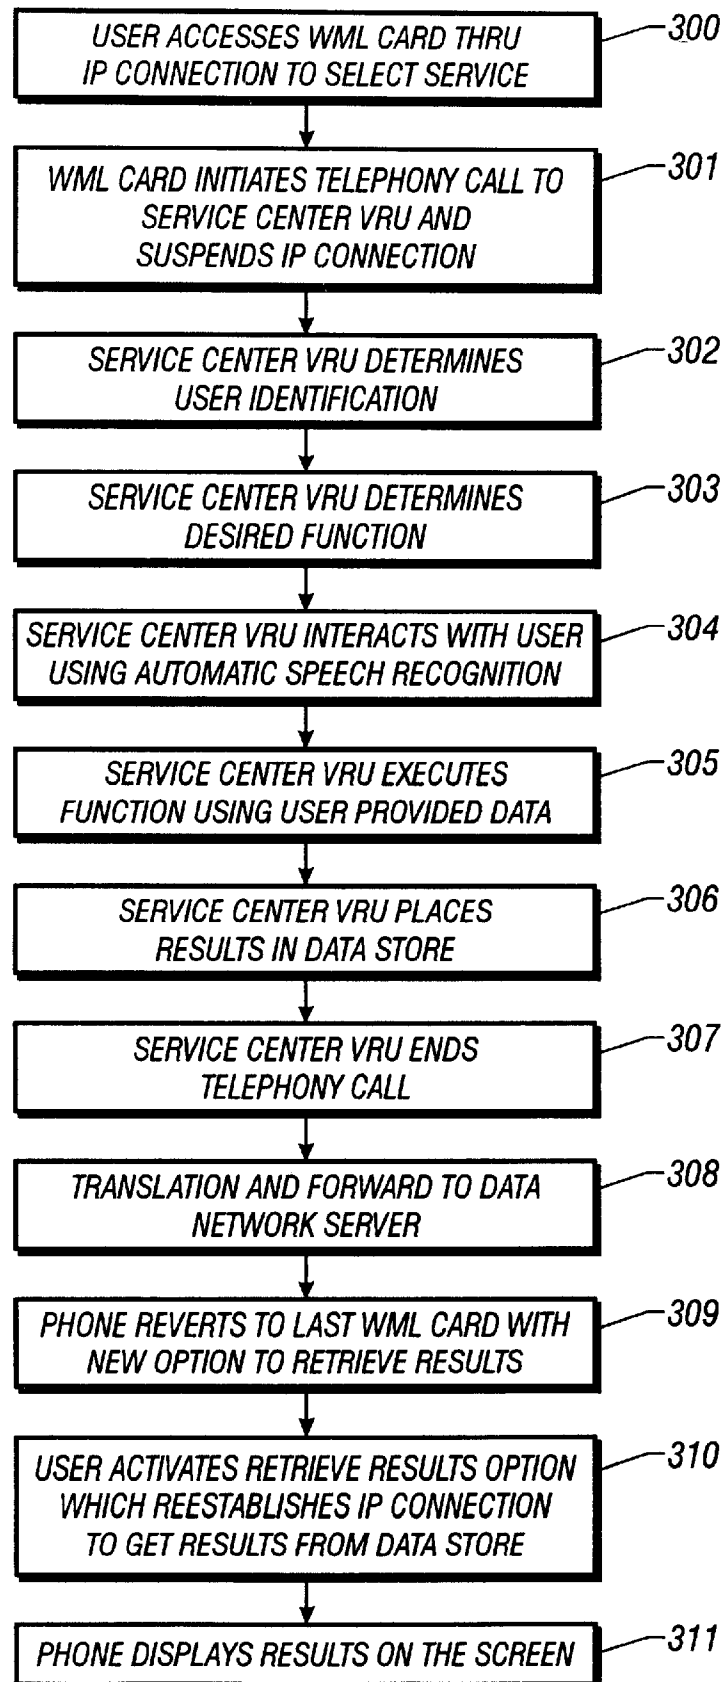 USER ACCESSES WML CARD THRU
IP CONNECTION TO SELECT SERVICE
300
WML CARD INITIATES TELEPHONY CALL TO
SERVICE CENTER VRU AND
SUSPENDS IP CONNECTION
301
SERVICE CENTER VRU DETERMINES
USER IDENTIFICATION
302
SERVICE CENTER VRU DETERMINES
DESIRED FUNCTION
303
SERVICE CENTER VRU INTERACTS WITH USER
USING AUTOMATIC SPEECH RECOGNITION
304
SERVICE CENTER VRU EXECUTES
FUNCTION USING USER PROVIDED DATA
305
SERVICE CENTER VRU PLACES
RESULTS IN DATA STORE
306
SERVICE CENTER VRU ENDS
TELEPHONY CALL
307
TRANSLATION AND FORWARD TO DATA
NETWORK SERVER
308
PHONE REVERTS TO LAST WML CARD WITH
NEW OPTION TO RETRIEVE RESULTS
309
USER ACTIVATES RETRIEVE RESULTS OPTION
WHICH REESTABLISHES IP CONNECTION
TO GET RESULTS FROM DATA STORE
310
PHONE DISPLAYS RESULTS ON THE SCREEN
311